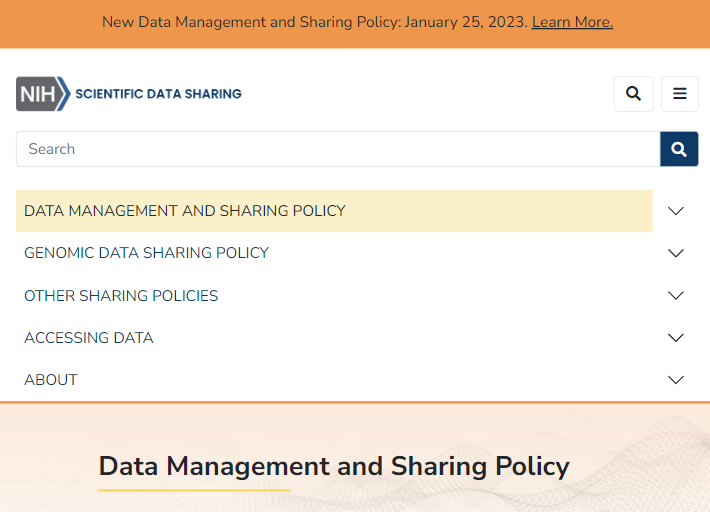 New Data Management and Sharing Policy: January 25, 2023. Learn More.
NIH SCIENTIFIC DATA SHARING
Search
DATA MANAGEMENT AND SHARING POLICY
GENOMIC DATA SHARING POLICY
OTHER SHARING POLICIES
ACCESSING DATA
ABOUT
Data Management and Sharing Policy